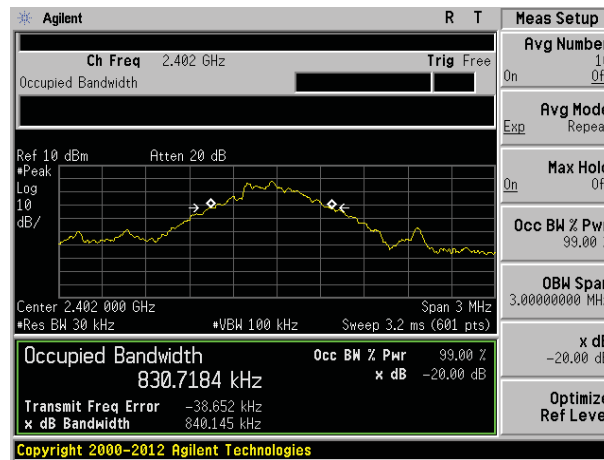 Agilent R T Meas Setup
Ch Freq 2.402 GHz Trig Free
Occupied Bandwidth
Ref 10 dBm Atten 20 dB
#Peak
Log
10
dB/
Center 2.402 000 GHz Span 3 MHz
#Res BW 30 kHz #VBW 100 kHz Sweep 3.2 ms (601 pts)
Occupied Bandwidth
830.7184 kHz
Occ BW % Pwr 99.00 %
x dB -20.00 dB
Transmit Freq Error -38.652 kHz
x dB Bandwidth 840.145 kHz
Copyright 2000-2012 Agilent Technologies
Avg Number
On
Avg Mode
Exp Repeat
Max Hold
On
Occ BW % Pwr
99.00
OBW Span
3.00000000 MHz
x dB
-20.00 dB
Optimize
Ref Level